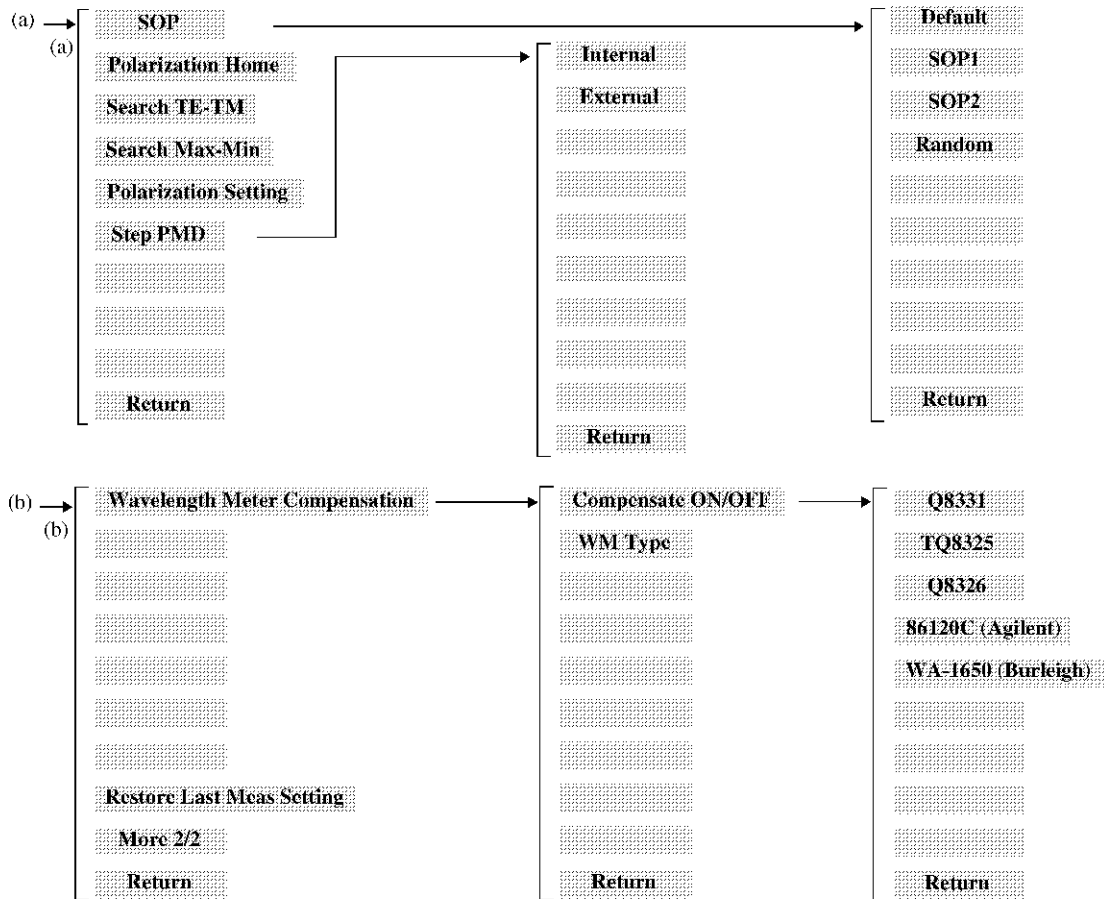 (a)
(a)
SOP
Polarization Home
Search TE-TM
Search Max-Min
Polarization Setting
Step PMD
Return
Internal
External
Return
Default
SOP1
SOP2
Random
Return
(b)
(b)
Wavelength Meter Compensation
Restore Last Meas Setting
More 2/2
Return
Compensate ON/OFF
WM Type
Return
Q8331
TQ8325
Q8326
86120C (Agilent)
WA-1650 (Burleigh)
Return